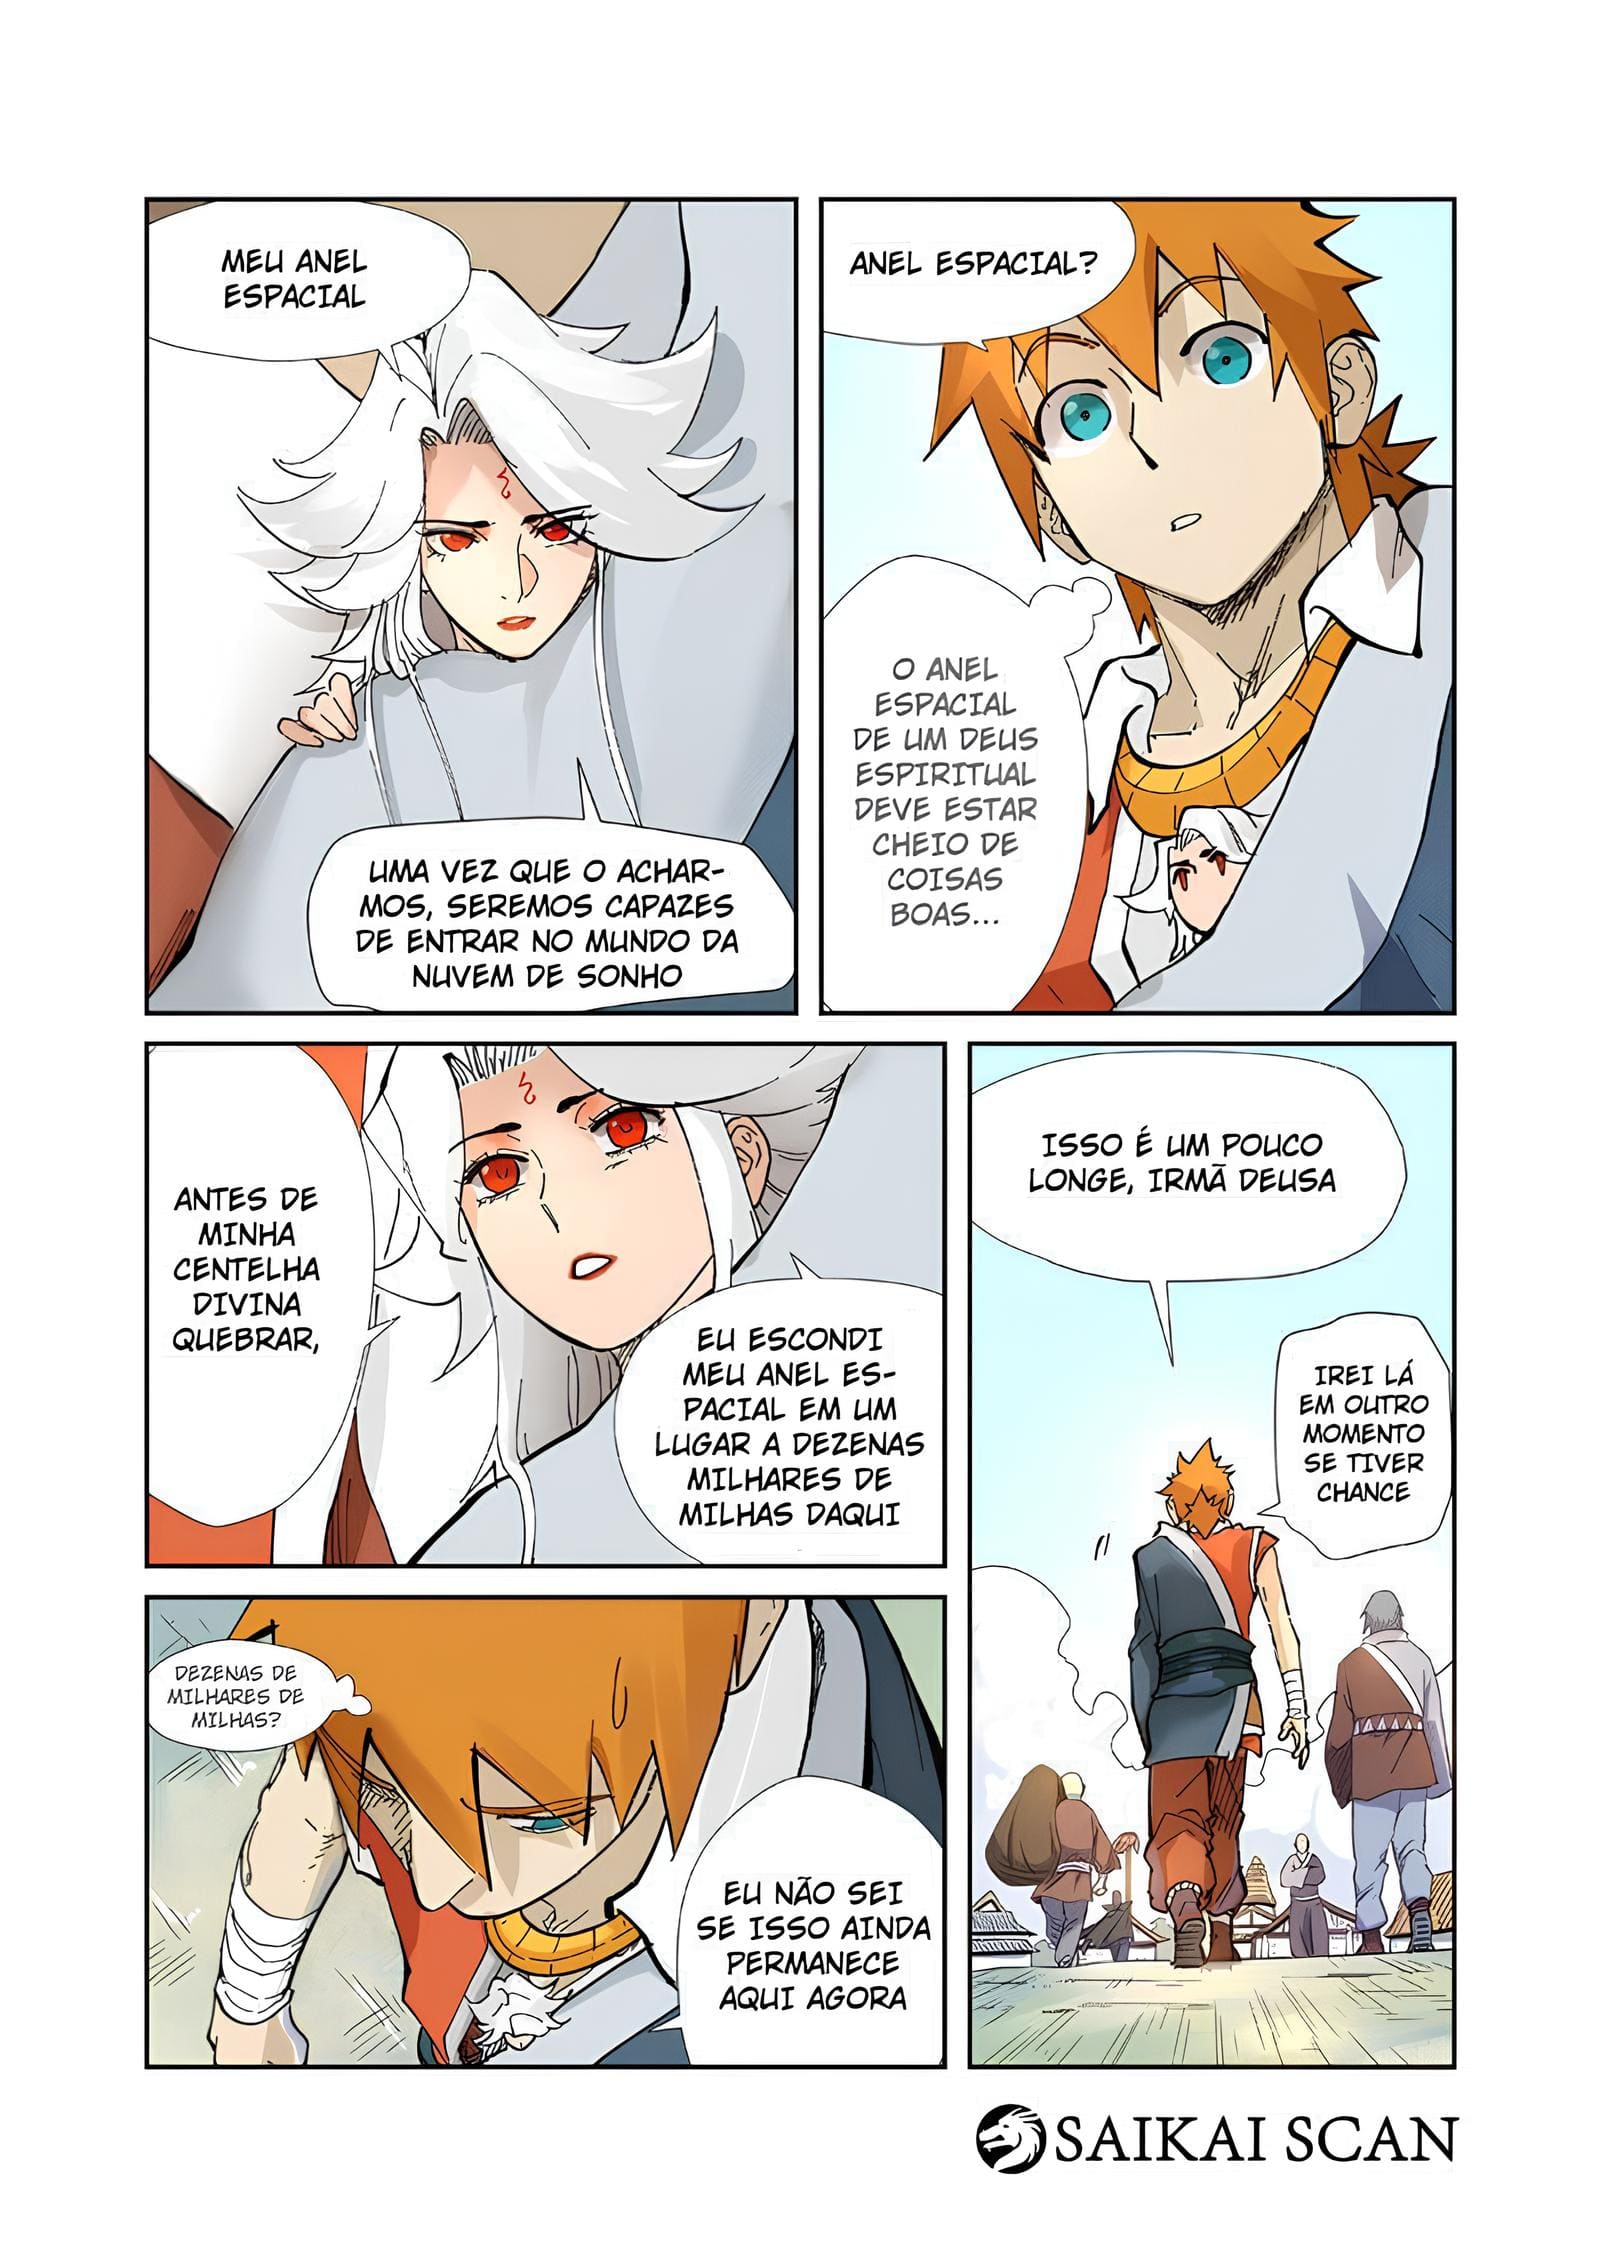 MEU ANEL
ESPACIAL
UMA VEZ QUE O ACHAR-
MOS, SEREMOS CAPAZES
DE ENTRAR NO MUNDO DA
NUVEM DE SONHO
ANEL ESPACIAL?
O ANEL
ESPACIAL
DE UM DEUS
ESPIRITUAL
DEVE ESTAR
CHEIO DE
COISAS
BOAS...
ANTES DE
MINHA
CENTELHA
DIVINA
QUEBRAR,
EU ESCONDI
MEU ANEL ES-
PACIAL EM UM
LUGAR A DEZENAS
MILHARES DE
MILHAS DAQUI
DEZENAS DE
MILHARES DE
MILHAS?
EU NÃO SEI
SE ISSO AINDA
PERMANECE
AQUI AGORA
ISSO É UM POUCO
LONGE, IRMÃ DEUSA
IREI LÁ
EM OUTRO
MOMENTO
SE TIVER
CHANCE
SAIKAI SCAN